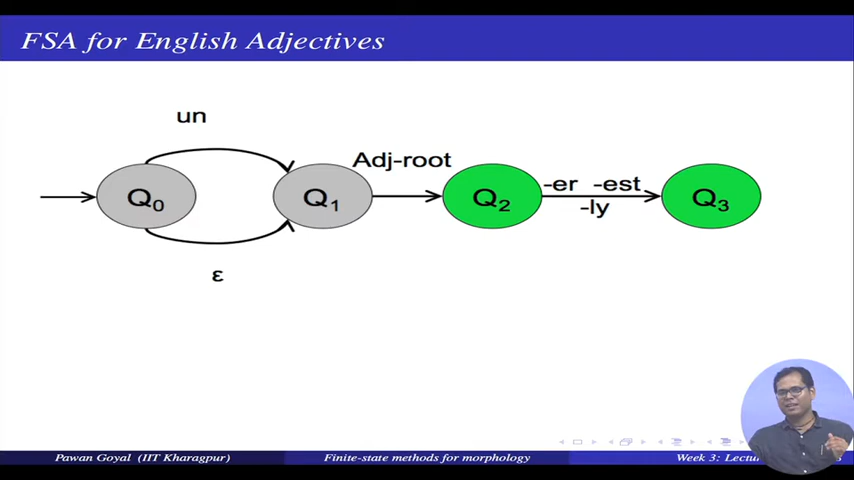 FSA for English Adjectives
un
Adj-root
-er -est
-ly
Q0
Q1
Q2
Q3
ε
Pawan Goyal (IIT Kharagpur)
Finite-state methods for morphology
Week 3: